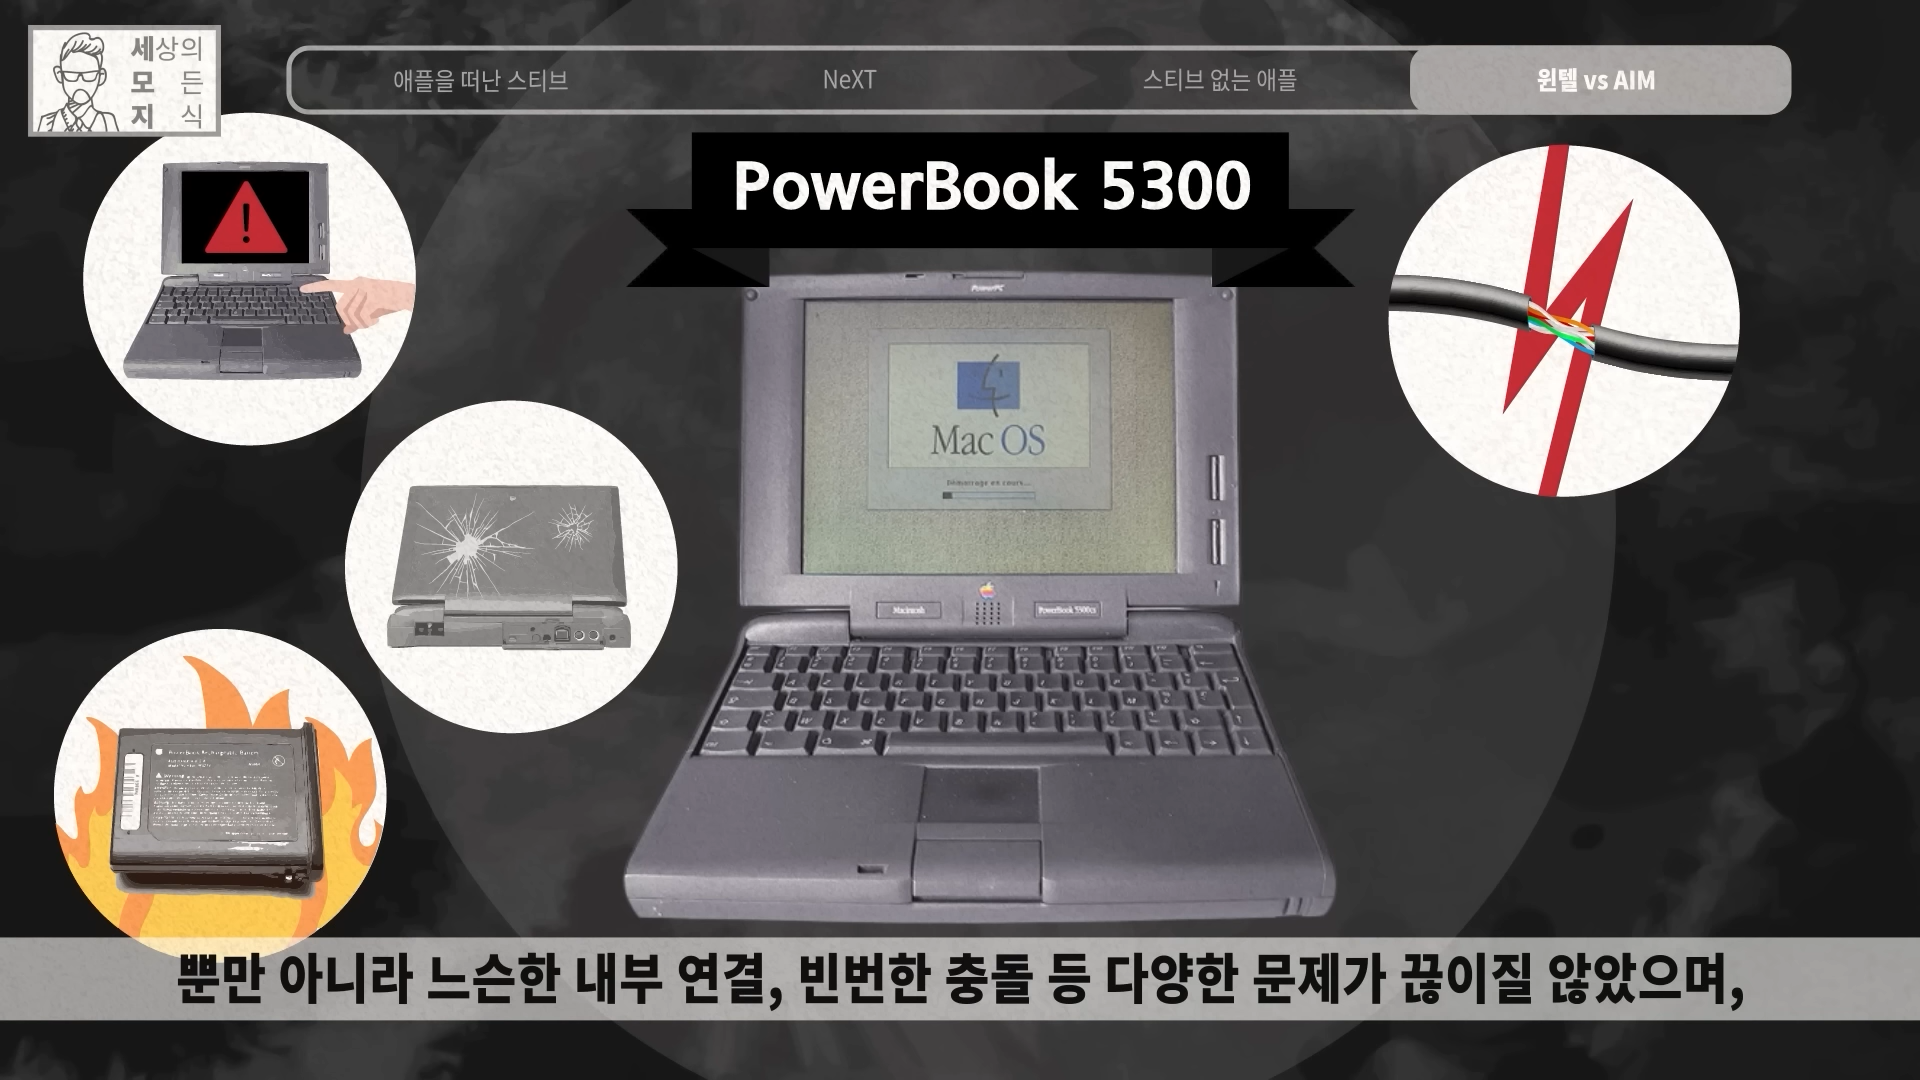 세상의
모든
지식
애플을 떠난 스티브
NeXT
스티브 없는 애플
윈텔 vs AIM
PowerBook 5300
PowerPC
Mac OS
Démarrage en cours...
Macintosh
PowerBook 5300cs
뿐만 아니라 느슨한 내부 연결, 빈번한 충돌 등 다양한 문제가 끊이질 않았으며,